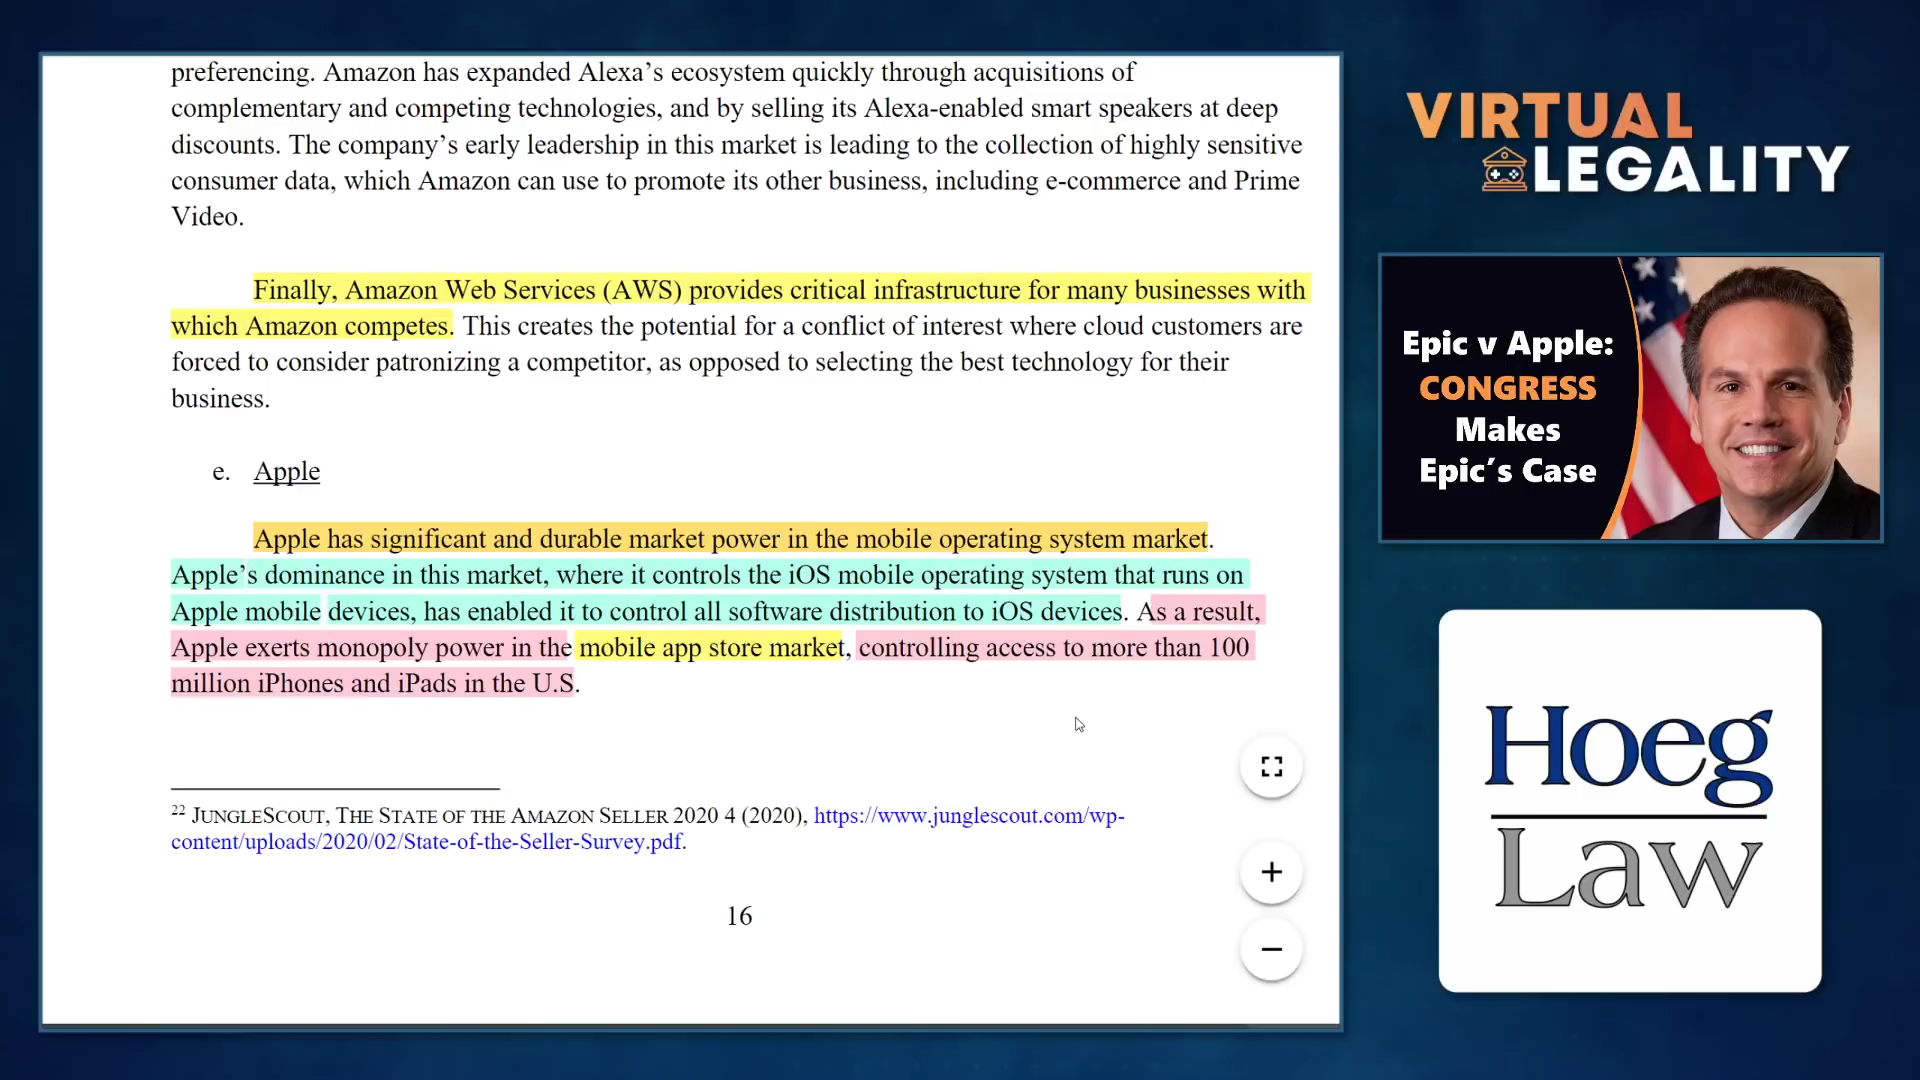 preferencing. Amazon has expanded Alexa’s ecosystem quickly through acquisitions of
complementary and competing technologies, and by selling its Alexa-enabled smart speakers at deep
discounts. The company’s early leadership in this market is leading to the collection of highly sensitive
consumer data, which Amazon can use to promote its other business, including e-commerce and Prime
Video.
Finally, Amazon Web Services (AWS) provides critical infrastructure for many businesses with
which Amazon competes. This creates the potential for a conflict of interest where cloud customers are
forced to consider patronizing a competitor, as opposed to selecting the best technology for their
business.
e. Apple
Apple has significant and durable market power in the mobile operating system market.
Apple’s dominance in this market, where it controls the iOS mobile operating system that runs on
Apple mobile devices, has enabled it to control all software distribution to iOS devices. As a result,
Apple exerts monopoly power in the mobile app store market, controlling access to more than 100
million iPhones and iPads in the U.S.
22 JUNGLESCOUT, THE STATE OF THE AMAZON SELLER 2020 4 (2020), https://www.junglescout.com/wp-
content/uploads/2020/02/State-of-the-Seller-Survey.pdf.
16
VIRTUAL
LEGALITY
Epic v Apple:
CONGRESS
Makes
Epic’s Case
Hoeg
Law